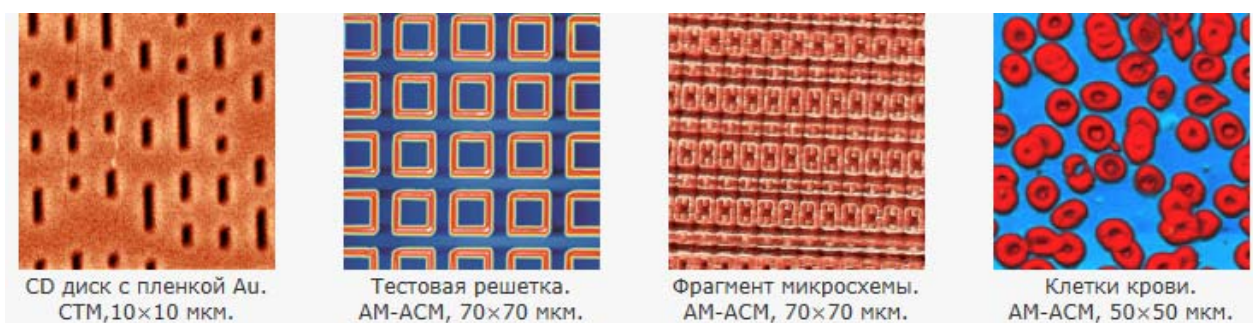 CD диск с пленкой Au.
СТМ,10×10 мкм.
Тестовая решетка.
АМ-АСМ, 70×70 мкм.
Фрагмент микросхемы.
АМ-АСМ, 70×70 мкм.
Клетки крови.
АМ-АСМ, 50×50 мкм.